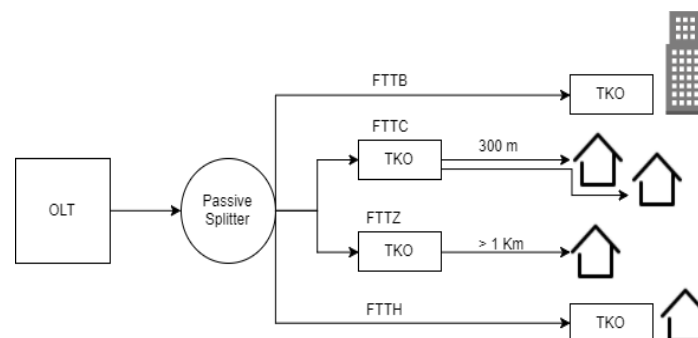 FTTB
TKO
FTTC
TKO
300 m
OLT
Passive
Splitter
FTTZ
TKO
> 1 Km
FTTH
TKO